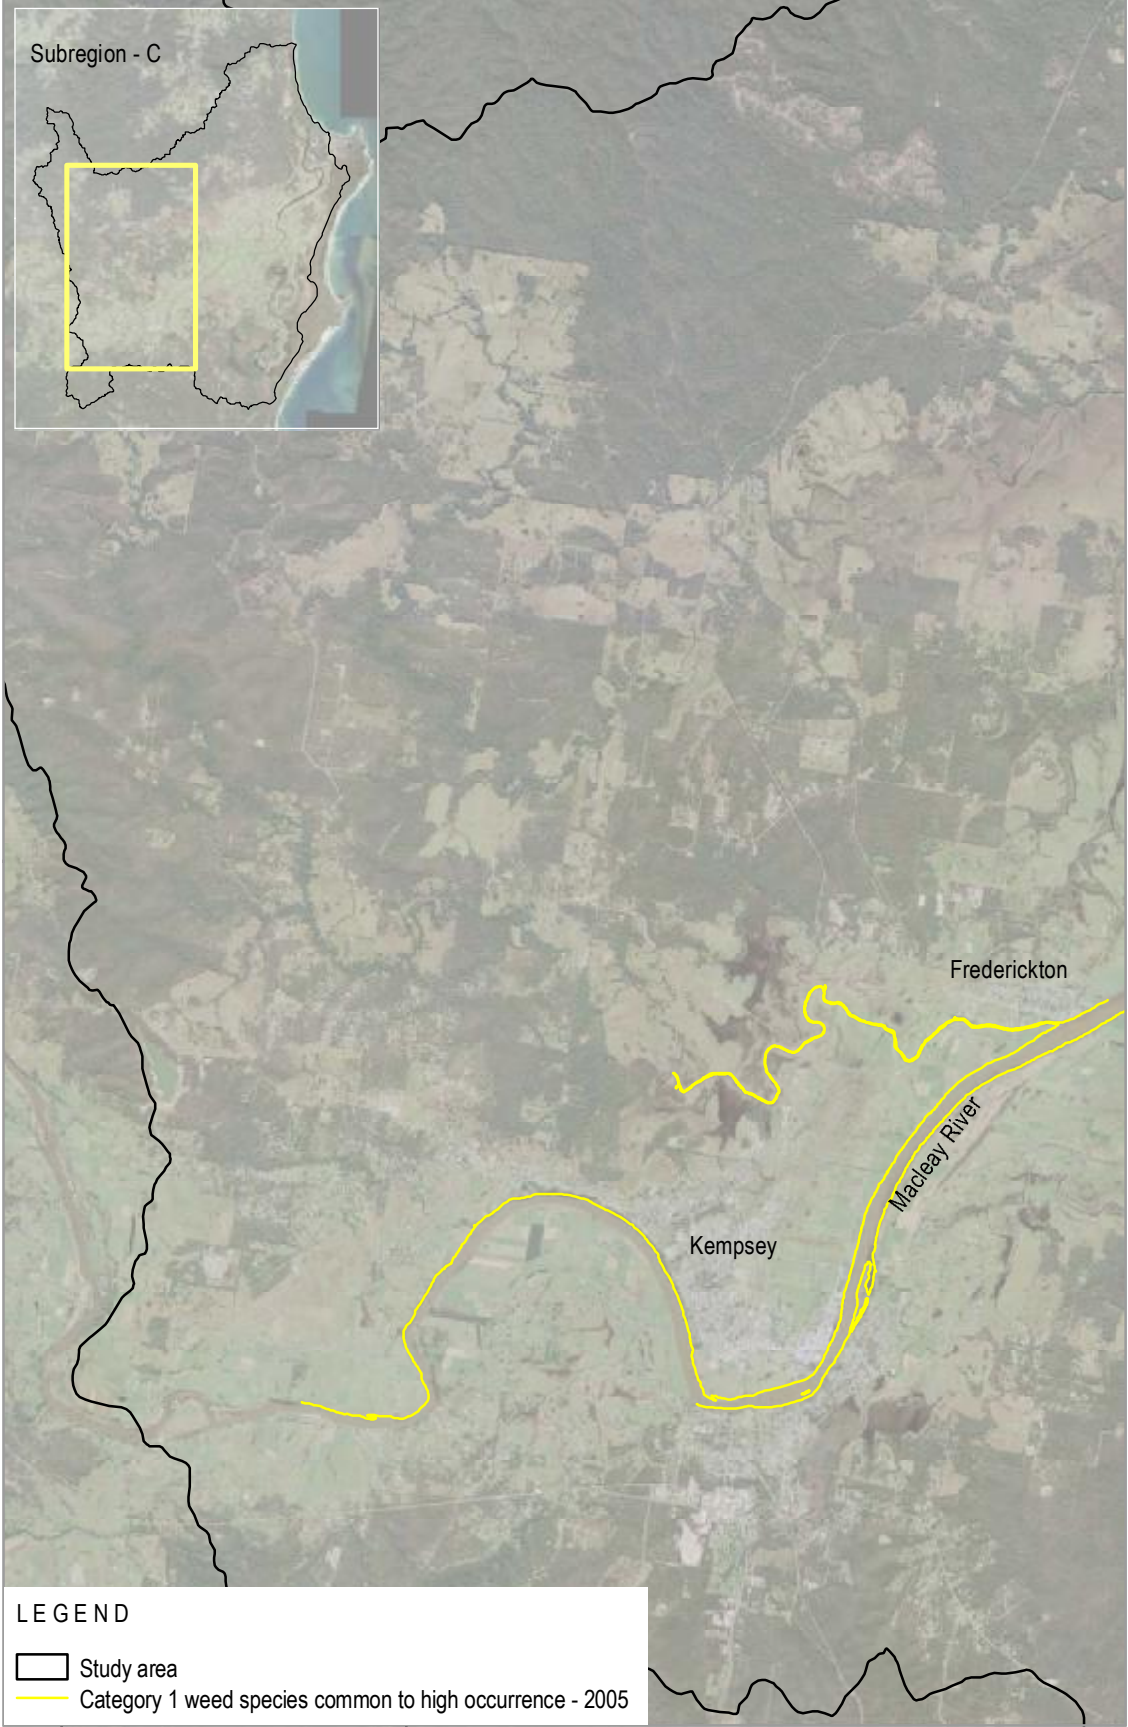 Subregion - C
Frederickton
Macleay River
Kempsey
LEGEND
Study area
Category 1 weed species common to high occurrence - 2005